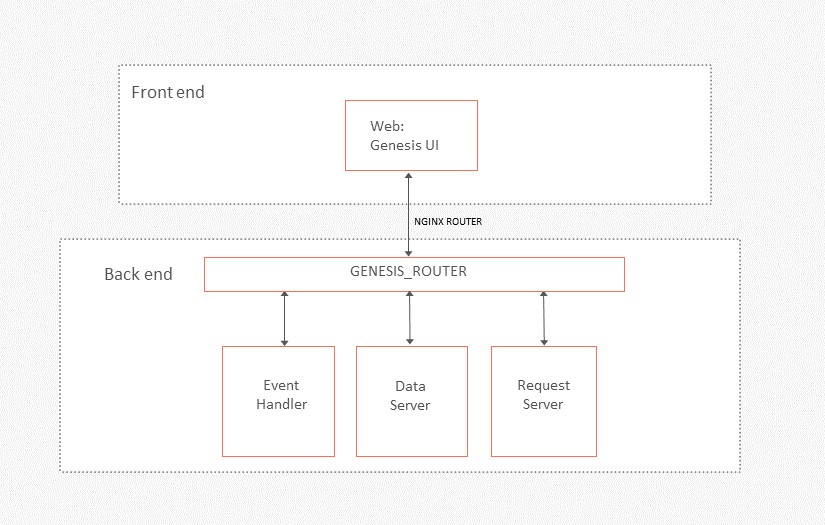 Front end
Web:
Genesis UI
NGINX ROUTER
Back end
GENESIS_ROUTER
Event
Handler
Data
Server
Request
Server